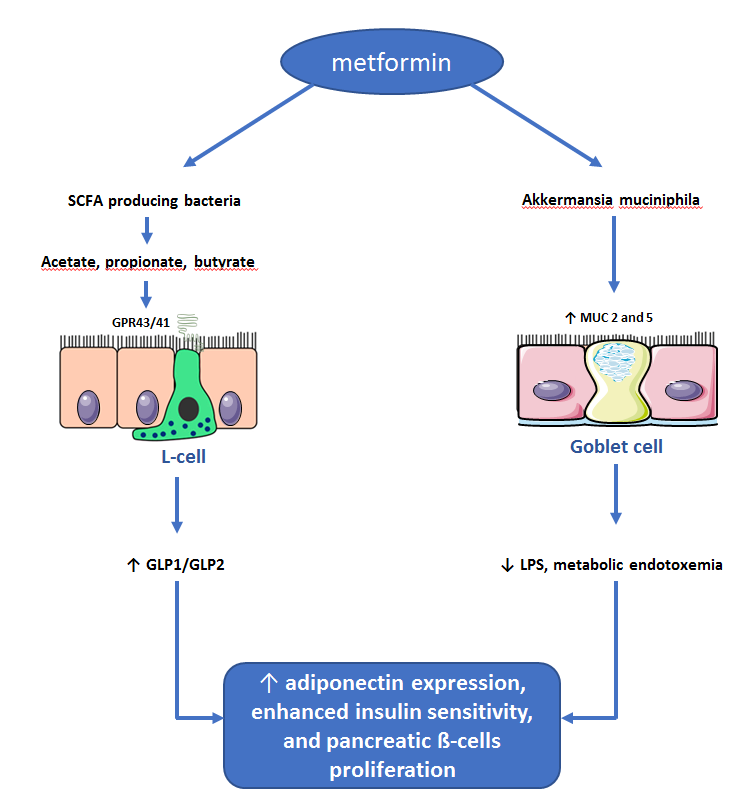 metformin
SCFA producing bacteria
Akkermansia muciniphila
Acetate, propionate, butyrate
GPR43/41
↑ MUC 2 and 5
L-cell
Goblet cell
↑ GLP1/GLP2
↓ LPS, metabolic endotoxemia
↑ adiponectin expression,
enhanced insulin sensitivity,
and pancreatic ß-cells
proliferation